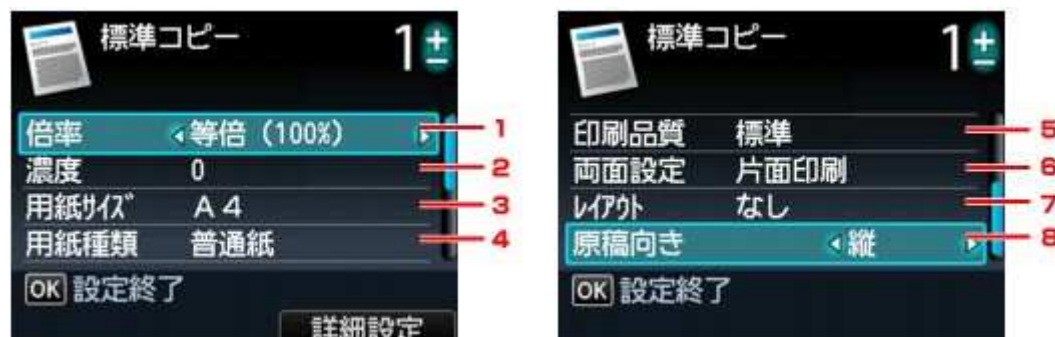 標準コピー 1
倍率 等倍 (100%) 1
濃度 0 2
用紙サイズ A4 3
用紙種類 普通紙 4
OK 設定終了
詳細設定
標準コピー 1
印刷品質 標準 5
両面設定 片面印刷 6
レイアウト なし 7
原稿向き 縦 8
OK 設定終了